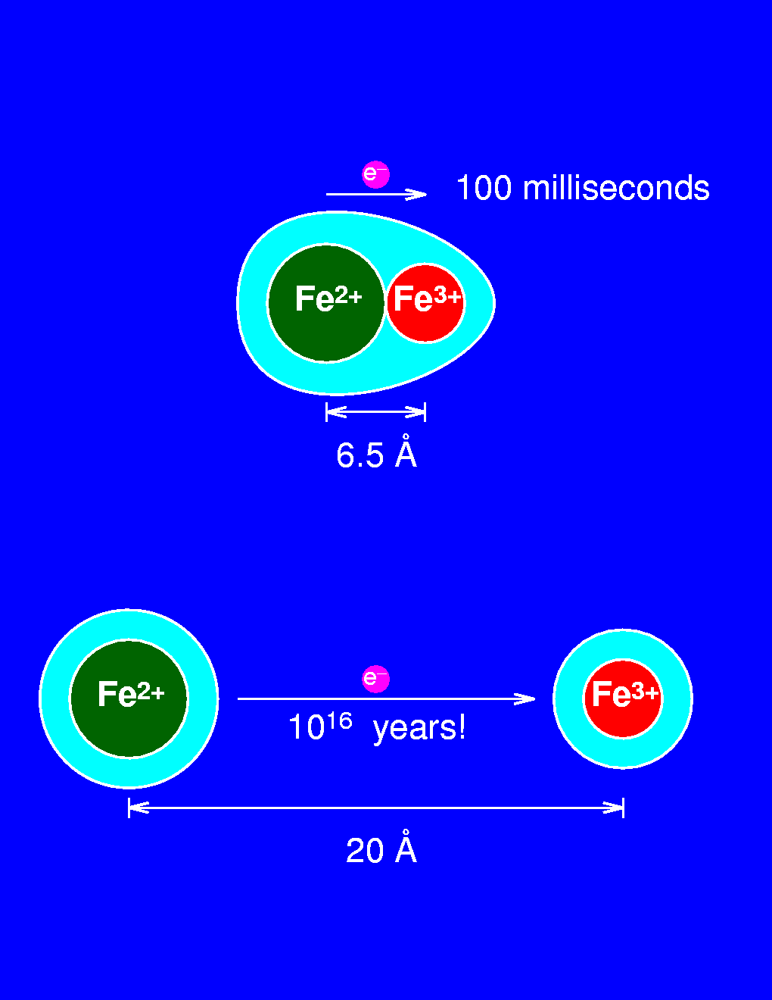 e⁻
100 milliseconds
Fe²⁺ Fe³⁺
6.5 Å
Fe²⁺ e⁻ Fe³⁺
10¹⁶ years!
20 Å